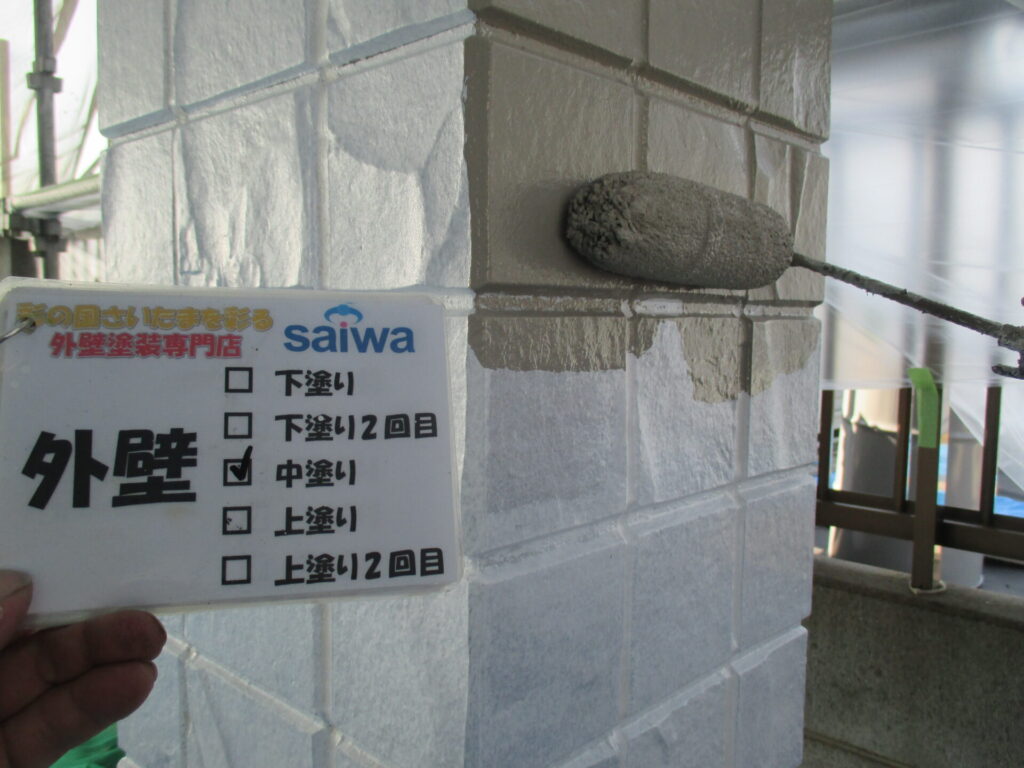 彩の国さいたまを彩る
外壁塗装専門店
saiwa
外壁
☐ 下塗り
☐ 下塗り2回目
☑ 中塗り
☐ 上塗り
☐ 上塗り2回目